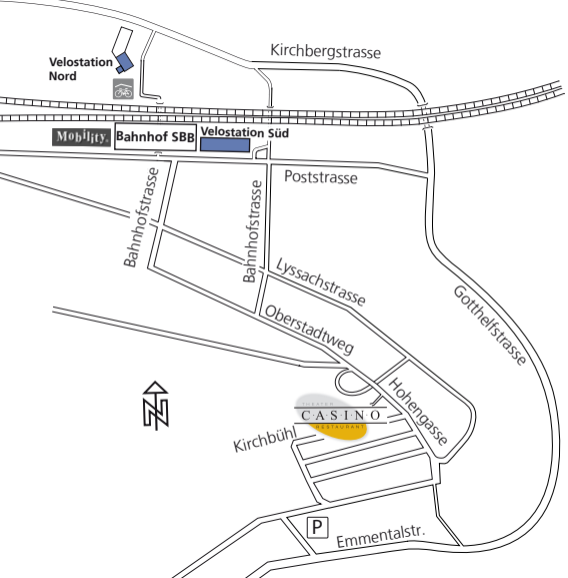 Kirchbergstrasse
Velostation
Nord
Mobility.
Bahnhof SBB
Velostation Süd
Poststrasse
Bahnhofstrasse
Bahnhofstrasse
Lyssachstrasse
Oberstadtweg
Gotthelfstrasse
Hohengasse
THEATER
CASINO
RESTAURANT
Kirchbühl
N
P
Emmentalstr.